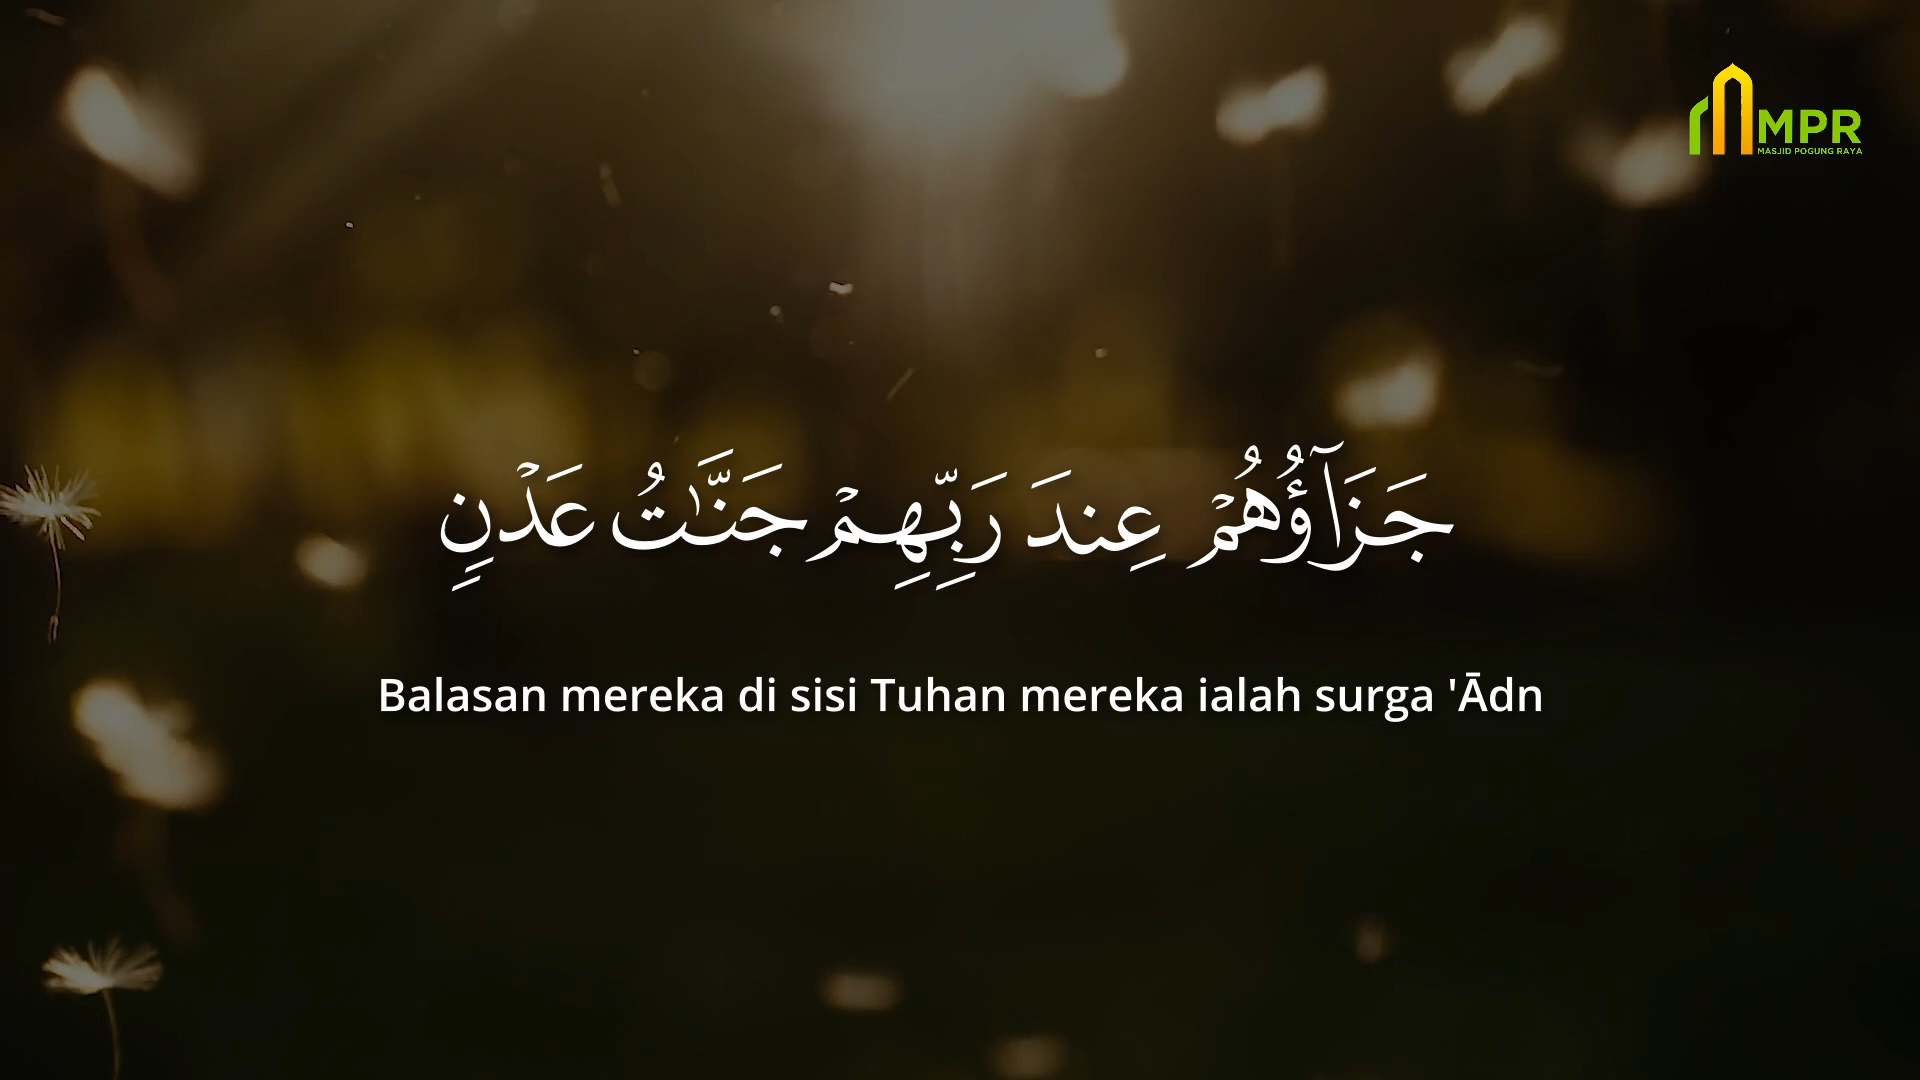 MPR
MASJID POGUNG RAYA
جَزَآؤُهُمْ عِندَ رَبِّهِمْ جَنَّٰتُ عَدْنٍ
Balasan mereka di sisi Tuhan mereka ialah surga 'Ādn